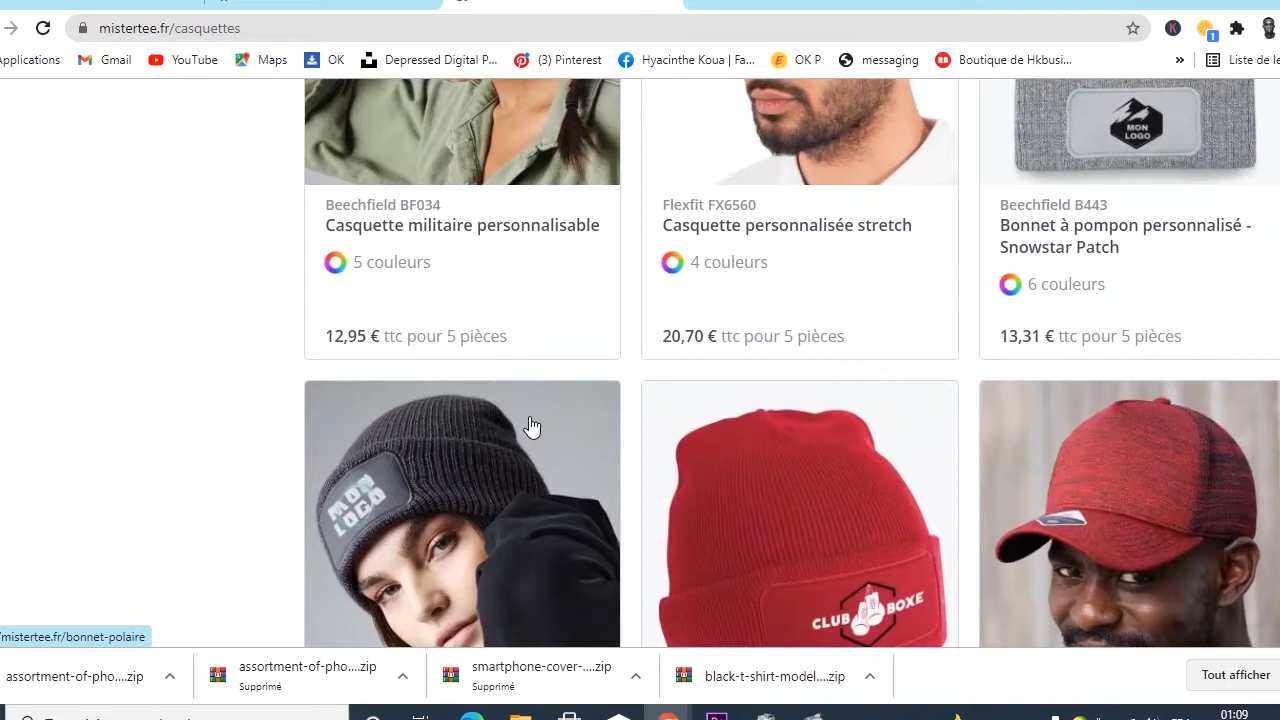 mistertee.fr/casquettes
1
Applications
Gmail
YouTube
Maps
OK
Depressed Digital P...
(3) Pinterest
Hyacinthe Koua | Fa...
OK P
messaging
Boutique de Hkbusi...
»
MON
LOGO
Beechfield BF034
Casquette militaire personnalisable
5 couleurs
12,95 € ttc pour 5 pièces
Flexfit FX6560
Casquette personnalisée stretch
4 couleurs
20,70 € ttc pour 5 pièces
Beechfield B443
Bonnet à pompon personnalisé -
Snowstar Patch
6 couleurs
13,31 € ttc pour 5 pièces
MON
LOGO
CLUB BOXE
/mistertee.fr/bonnet-polaire
assortment-of-pho....zip
assortment-of-pho....zip
Supprimé
smartphone-cover-....zip
Supprimé
black-t-shirt-model....zip
Tout afficher
01:09